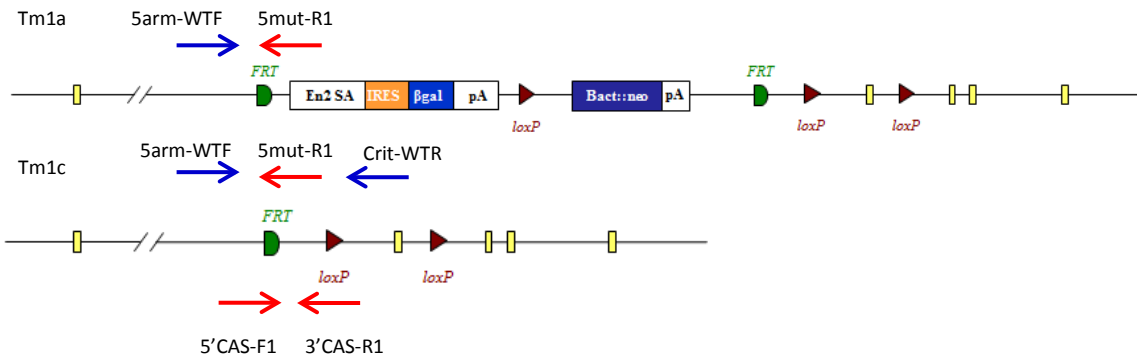 Tm1a
5arm-WTF 5mut-R1
FRT FRT
En2 SA IRES βgal pA Bact::neo pA
loxP loxP loxP
5arm-WTF 5mut-R1 Crit-WTR
Tm1c
FRT
loxP loxP
5’CAS-F1 3’CAS-R1